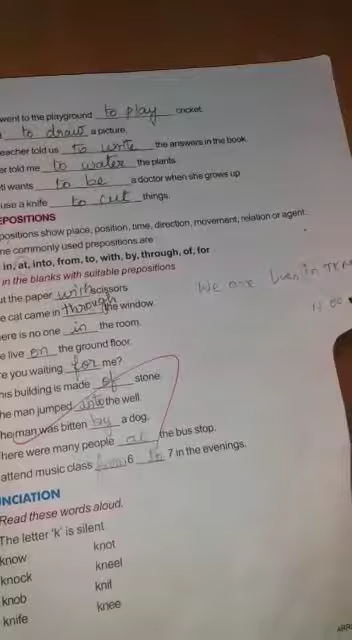 went to the playground to play cricket.
to draw a picture.
eacher told us to write the answers in the book.
er told me to water the plants.
ti wants to be a doctor when she grows up
use a knife to cut things.
EPOSITIONS
positions show place, position, time, direction, movement, relation or agent.
me commonly used prepositions are
in, at, into, from, to, with, by, through, of, for
in the blanks with suitable prepositions
ut the paper with scissors
e cat came in through the window.
ere is no one in the room.
e live on the ground floor.
re you waiting for me?
his building is made of stone.
he man jumped into the well.
he man was bitten by a dog.
here were many people at the bus stop.
attend music class from 6 to 7 in the evenings.
We are lives in
UNCIATION
Read these words aloud.
The letter 'k' is silent
know knot
knock kneel
knob knit
knife knee
ARR